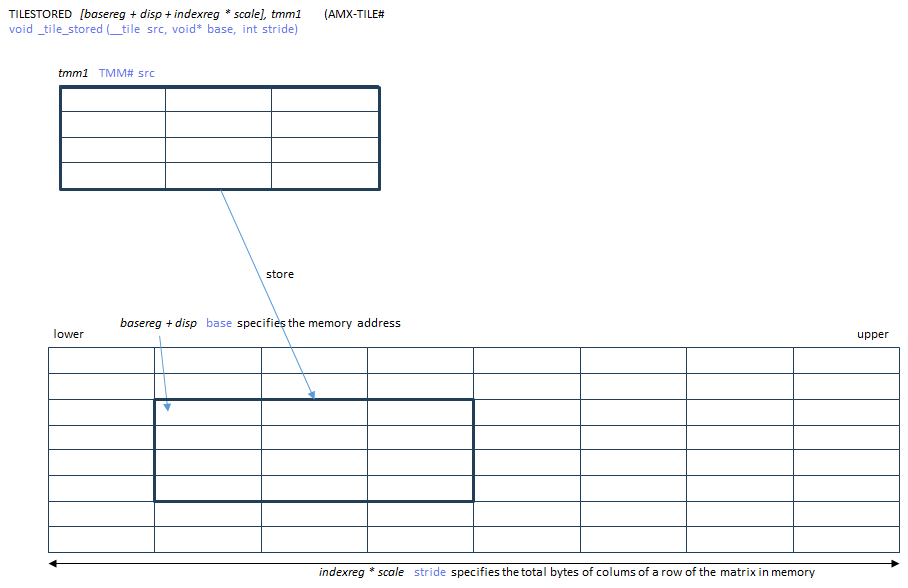 TILESTORED [basereg + disp + indexreg * scale], tmm1 (AMX-TILE#
void _tile_stored (__tile src, void* base, int stride)
tmm1 TMM# src
store
basereg + disp base specifies the memory address
lower upper
indexreg * scale stride specifies the total bytes of colums of a row of the matrix in memory